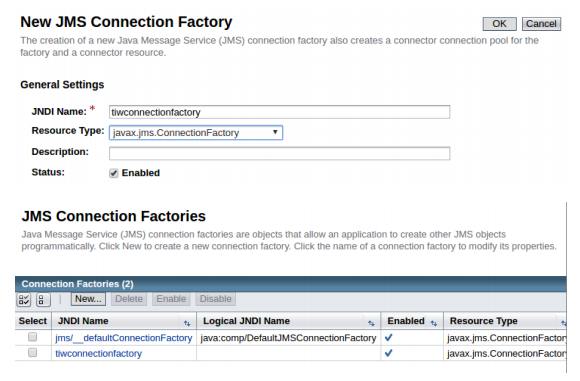 New JMS Connection Factory
OK Cancel
The creation of a new Java Message Service (JMS) connection factory also creates a connector connection pool for the
factory and a connector resource.
General Settings
JNDI Name: * tiwconnectionfactory
Resource Type: javax.jms.ConnectionFactory
Description:
Status: Enabled
JMS Connection Factories
Java Message Service (JMS) connection factories are objects that allow an application to create other JMS objects
programmatically. Click New to create a new connection factory. Click the name of a connection factory to modify its properties.
Connection Factories (2)
New... Delete Enable Disable
Select JNDI Name Logical JNDI Name Enabled Resource Type
jms/__defaultConnectionFactory java:comp/DefaultJMSConnectionFactory javax.jms.ConnectionFactory
tiwconnectionfactory javax.jms.ConnectionFactory